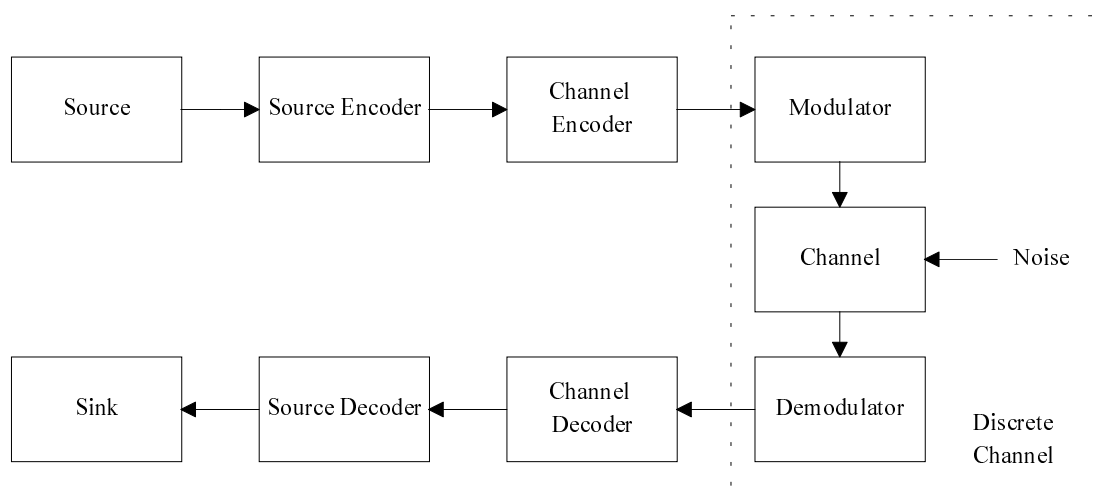 Source
Source Encoder
Channel
Encoder
Modulator
Channel
Noise
Sink
Source Decoder
Channel
Decoder
Demodulator
Discrete
Channel